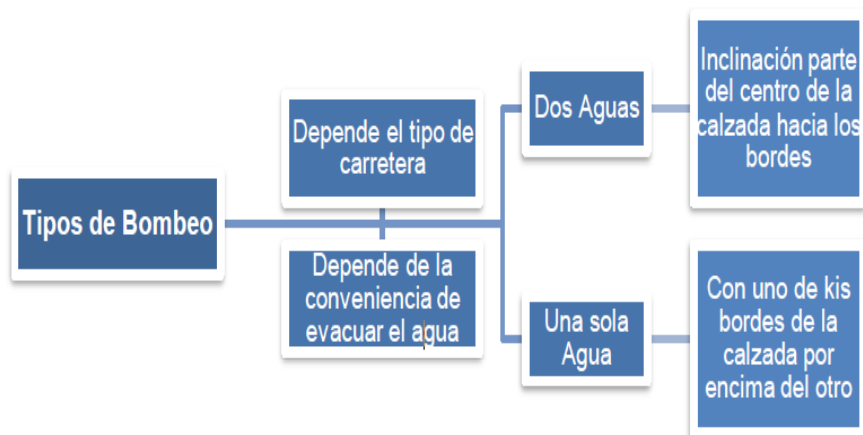 Tipos de Bombeo
Depende el tipo de
carretera
Depende de la
conveniencia de
evacuar el agua
Dos Aguas
Inclinación parte
del centro de la
calzada hacia los
bordes
Una sola
Agua
Con uno de kis
bordes de la
calzada por
encima del otro